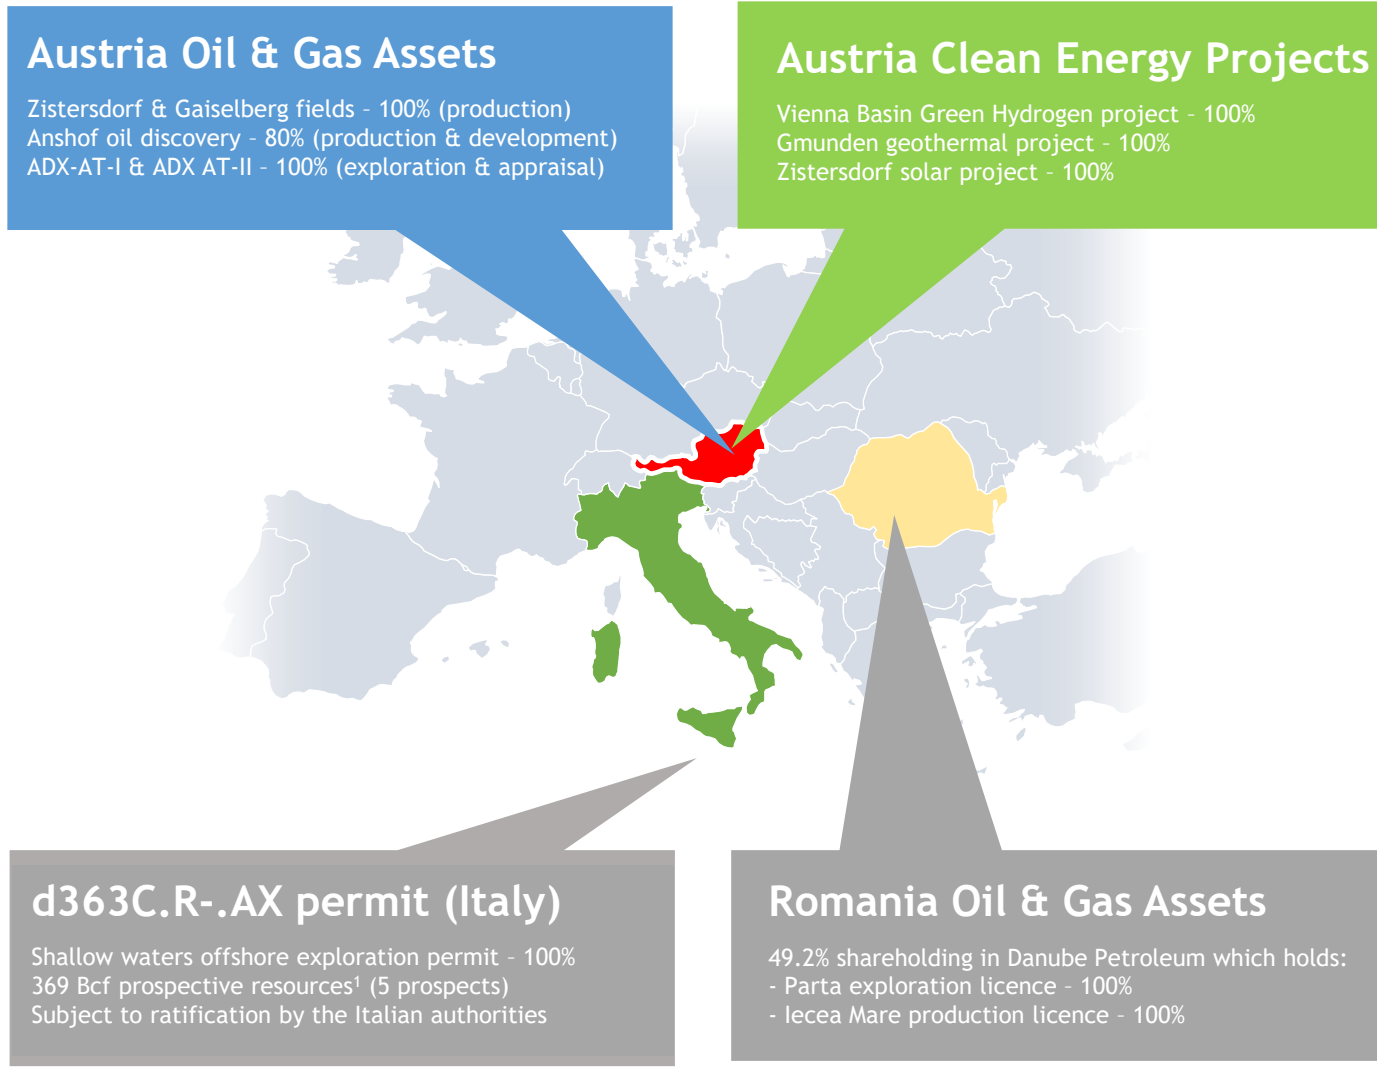 Austria Oil & Gas Assets
Zistersdorf & Gaiselberg fields – 100% (production)
Anshof oil discovery – 80% (production & development)
ADX-AT-I & ADX AT-II – 100% (exploration & appraisal)
Austria Clean Energy Projects
Vienna Basin Green Hydrogen project – 100%
Gmunden geothermal project – 100%
Zistersdorf solar project – 100%
d363C.R-.AX permit (Italy)
Shallow waters offshore exploration permit – 100%
369 Bcf prospective resources¹ (5 prospects)
Subject to ratification by the Italian authorities
Romania Oil & Gas Assets
49.2% shareholding in Danube Petroleum which holds:
- Parta exploration licence – 100%
- Iecea Mare production licence – 100%